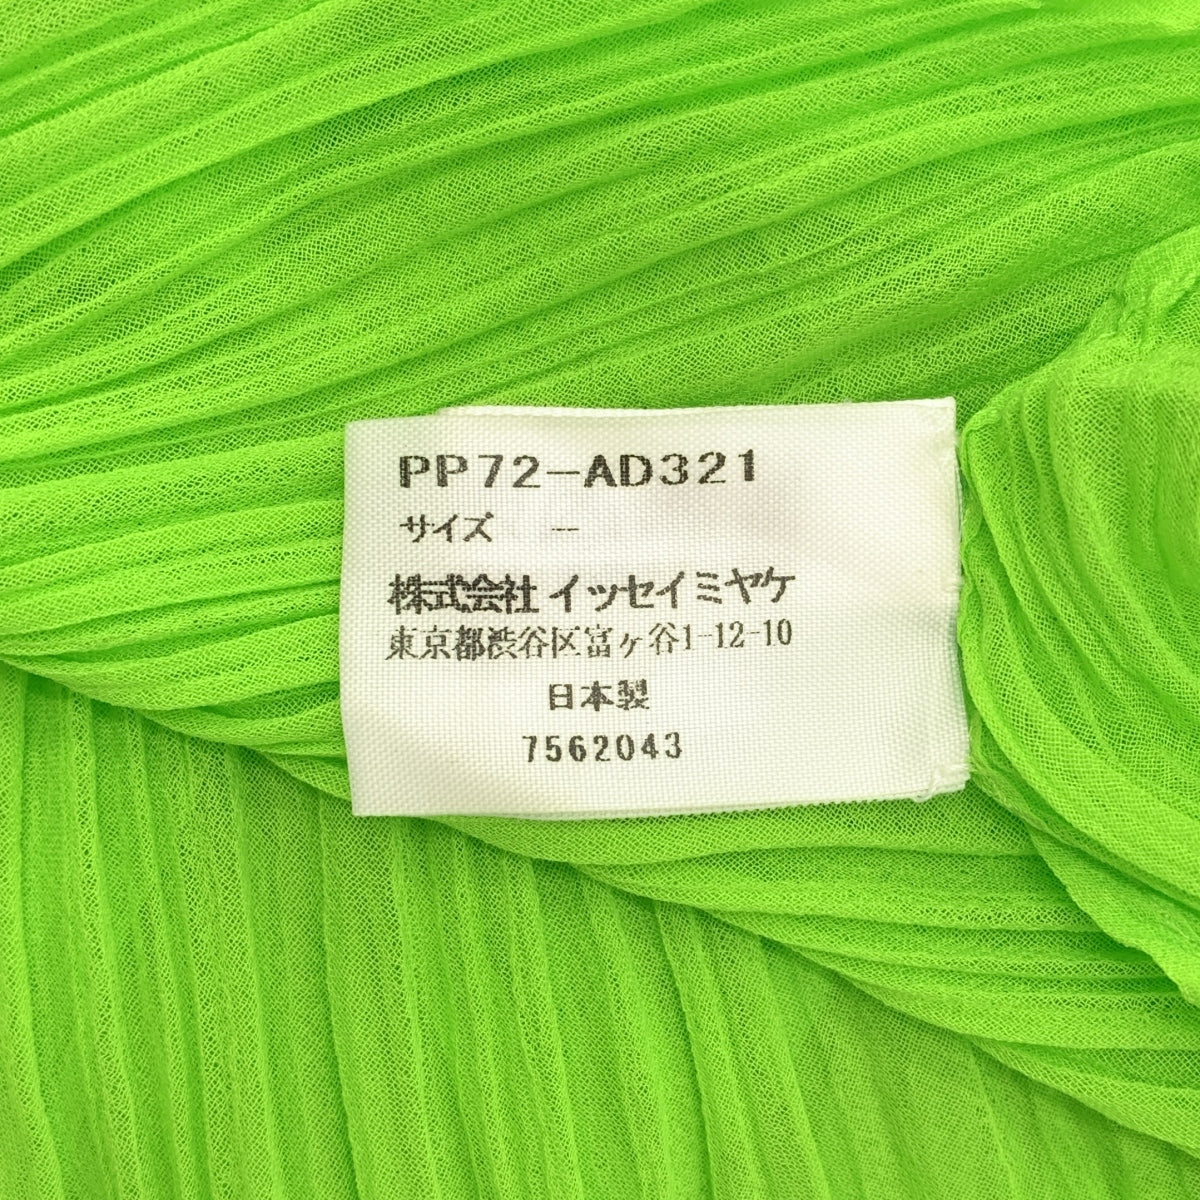 PP72-AD321
サイズ --
株式会社イッセイミヤケ
東京都渋谷区富ヶ谷1-12-10
日本製
7562043